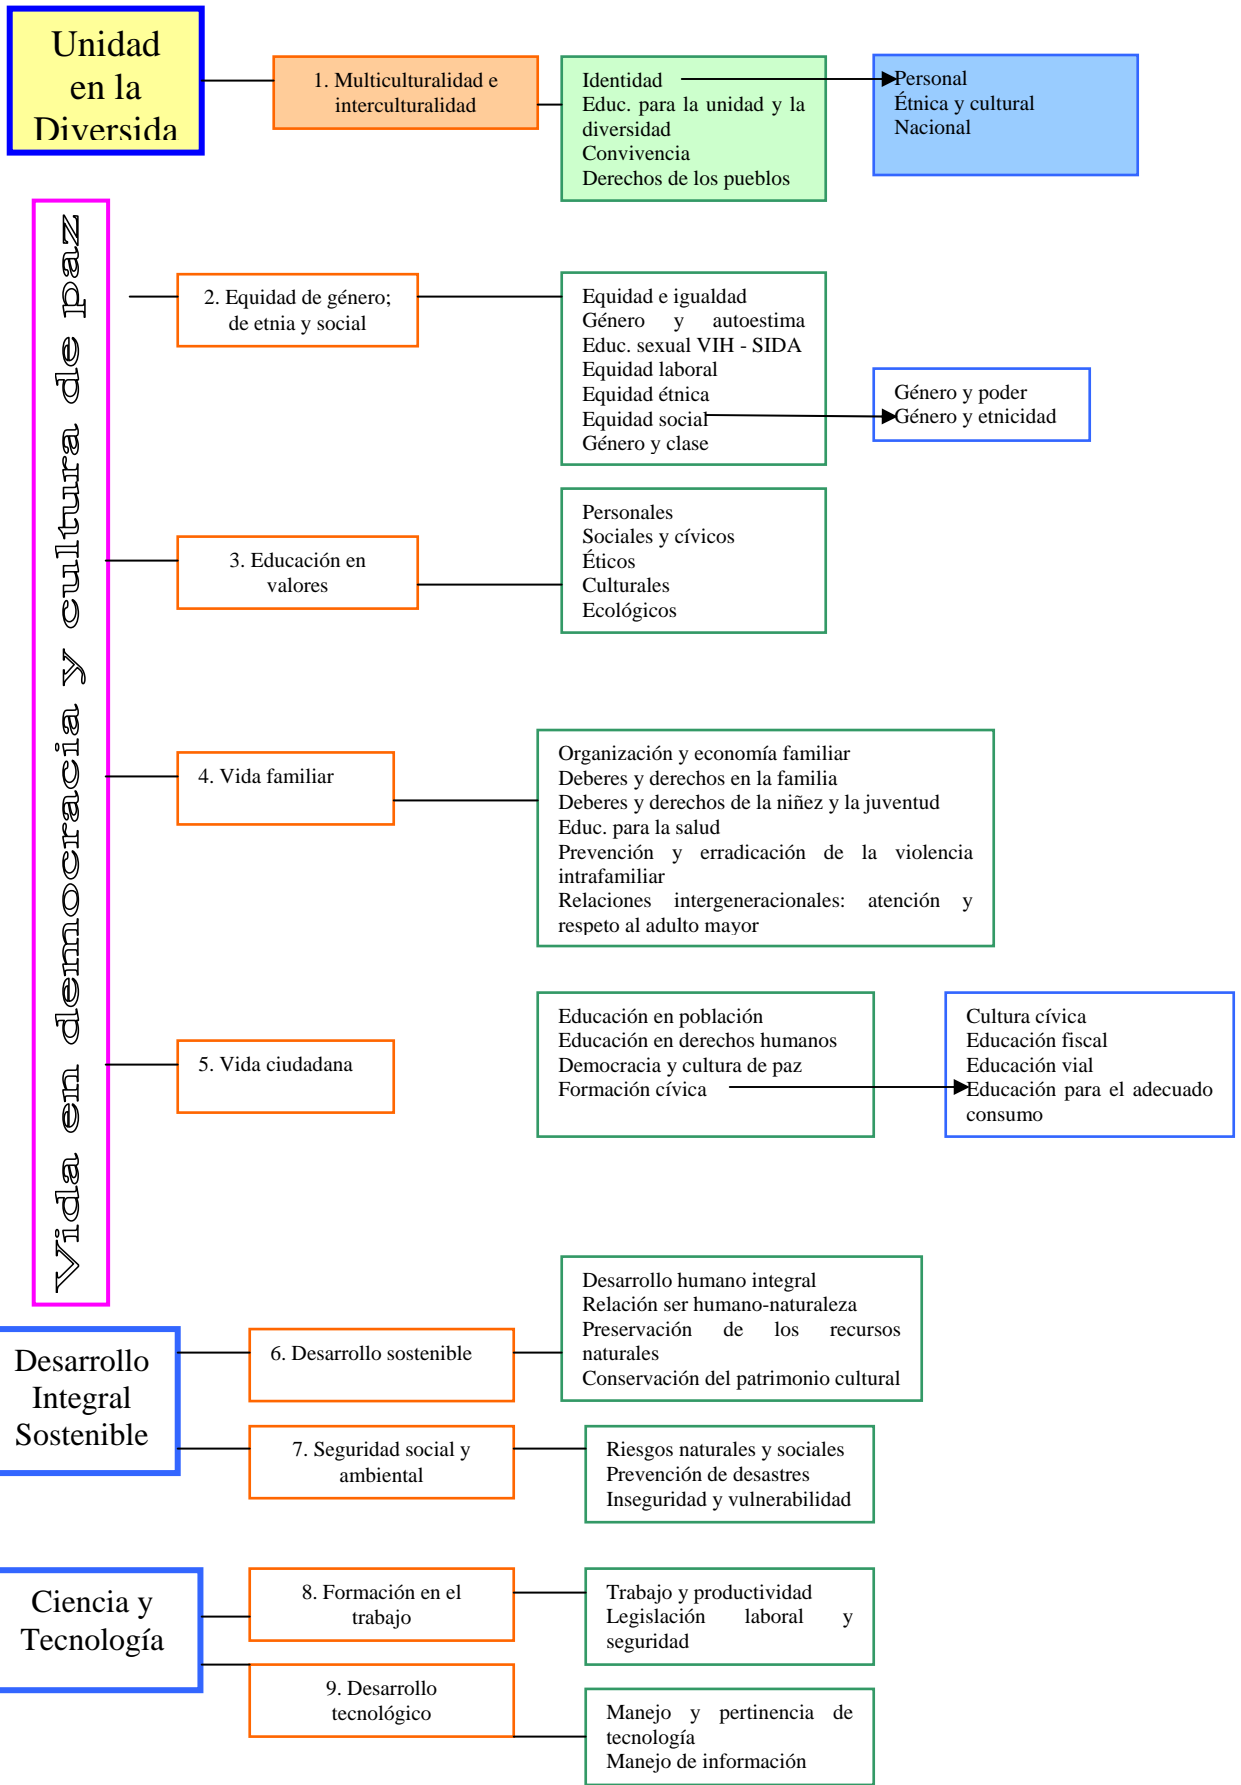 Unidad
en la
Diversida
1. Multiculturalidad e
interculturalidad
Identidad
Educ. para la unidad y la
diversidad
Convivencia
Derechos de los pueblos
Personal
Étnica y cultural
Nacional
Vida en democracia y cultura de paz
2. Equidad de género;
de etnia y social
Equidad e igualdad
Género y autoestima
Educ. sexual VIH - SIDA
Equidad laboral
Equidad étnica
Equidad social
Género y clase
Género y poder
Género y etnicidad
3. Educación en
valores
Personales
Sociales y cívicos
Éticos
Culturales
Ecológicos
4. Vida familiar
Organización y economía familiar
Deberes y derechos en la familia
Deberes y derechos de la niñez y la juventud
Educ. para la salud
Prevención y erradicación de la violencia
intrafamiliar
Relaciones intergeneracionales: atención y
respeto al adulto mayor
5. Vida ciudadana
Educación en población
Educación en derechos humanos
Democracia y cultura de paz
Formación cívica
Cultura cívica
Educación fiscal
Educación vial
Educación para el adecuado
consumo
Desarrollo
Integral
Sostenible
6. Desarrollo sostenible
Desarrollo humano integral
Relación ser humano-naturaleza
Preservación de los recursos
naturales
Conservación del patrimonio cultural
7. Seguridad social y
ambiental
Riesgos naturales y sociales
Prevención de desastres
Inseguridad y vulnerabilidad
Ciencia y
Tecnología
8. Formación en el
trabajo
Trabajo y productividad
Legislación laboral y
seguridad
9. Desarrollo
tecnológico
Manejo y pertinencia de
tecnología
Manejo de información